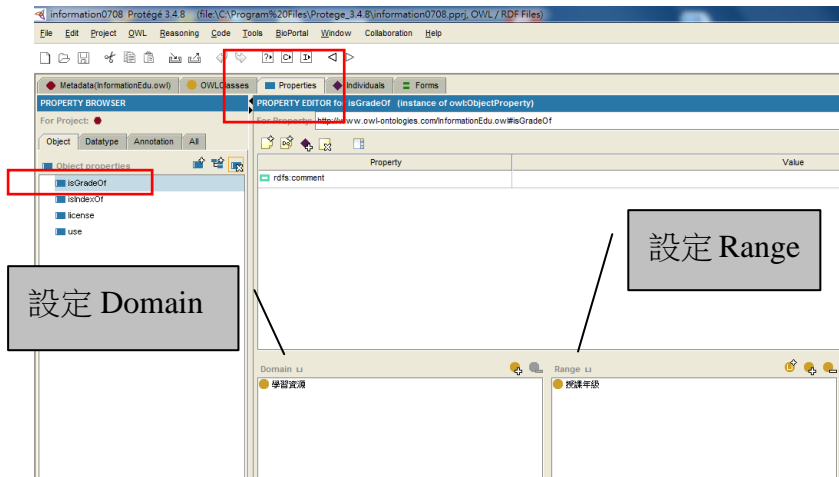 information0708 Protégé 3.4.8 (file:\C:\Program%20Files\Protege_3.4.8\information0708.pprj, OWL / RDF Files)
File Edit Project OWL Reasoning Code Tools BioPortal Window Collaboration Help
Metadata(InformationEdu.owl) OWLClasses Properties Individuals Forms
PROPERTY BROWSER
PROPERTY EDITOR for isGradeOf (instance of owl:ObjectProperty)
For Project:
For Property: http://www.owl-ontologies.com/InformationEdu.owl#isGradeOf
Object Datatype Annotation All
Object properties
Property Value
isGradeOf
rdfs:comment
isIndexOf
license
use
設定 Range
設定 Domain
Domain
Range
學習資源
授課年級